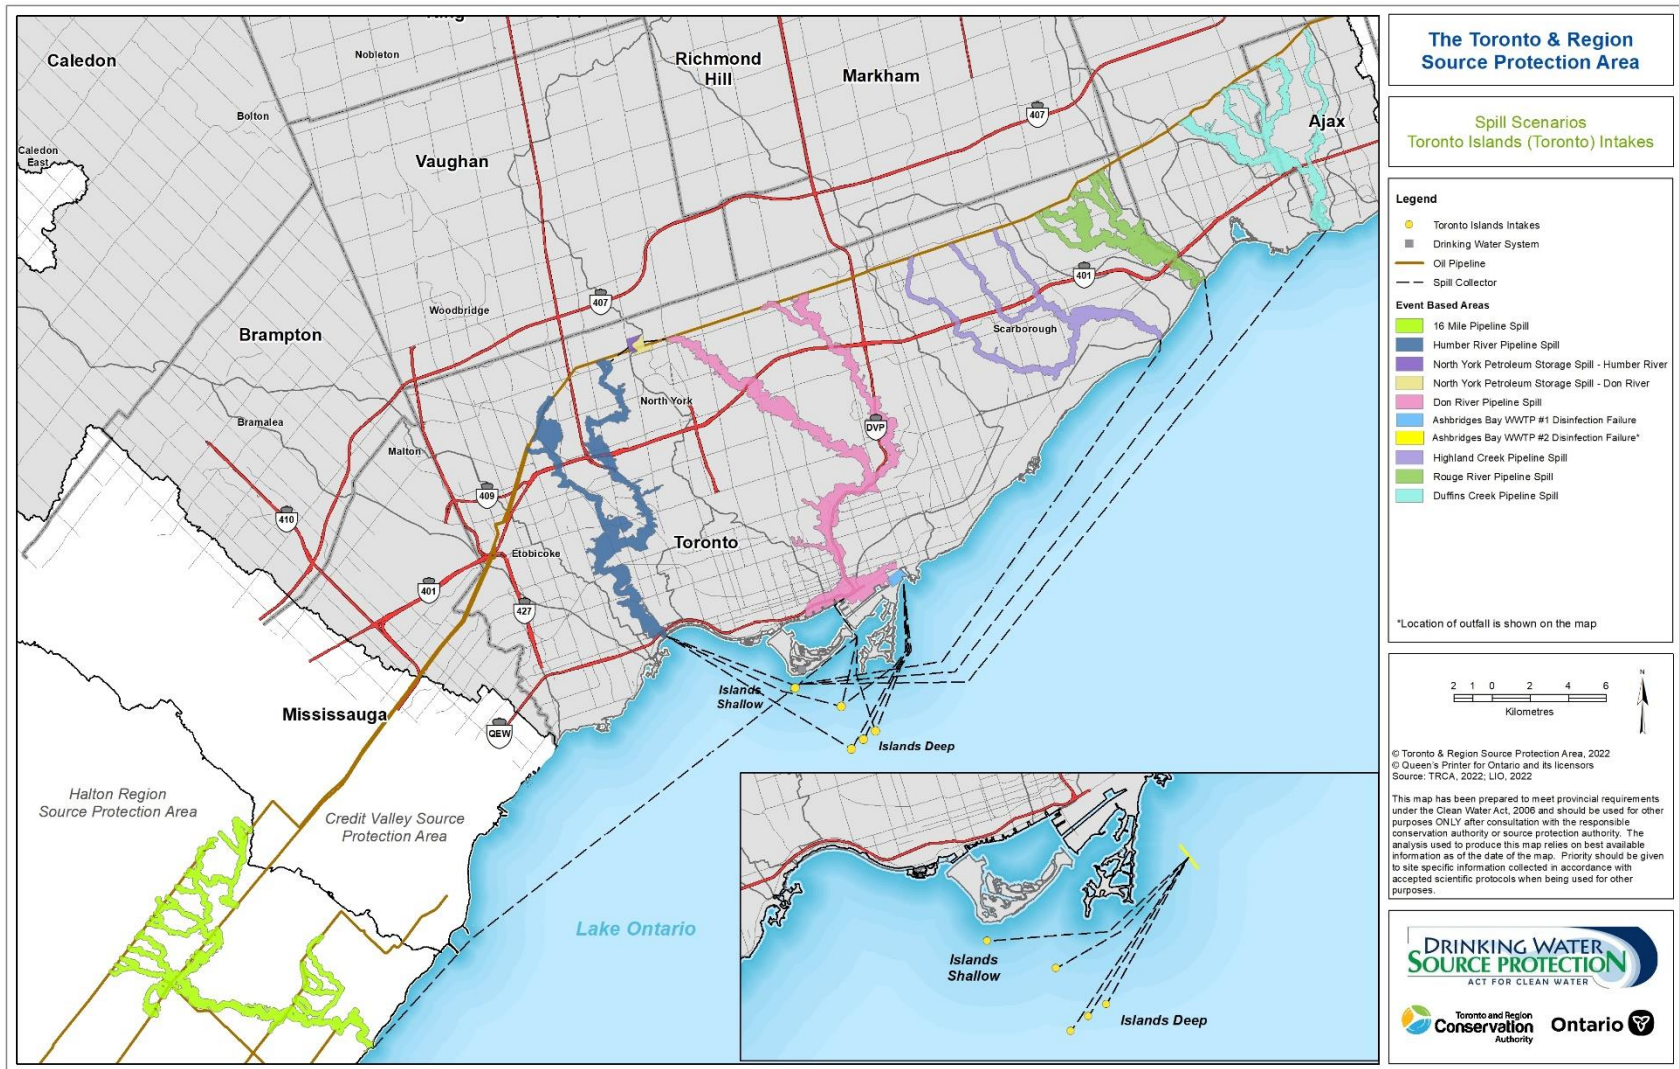 Caledon
Nobleton
Richmond
Hill
Markham
Bolton
Caledon
East
Vaughan
407
Ajax
Woodbridge
407
Brampton
401
Scarborough
North York
Bramalea
Malton
DVP
409
410
Etobicoke
Toronto
401
427
Mississauga
QEW
Islands
Shallow
Islands Deep
Halton Region
Source Protection Area
Credit Valley Source
Protection Area
Lake Ontario
Islands
Shallow
Islands Deep
The Toronto & Region
Source Protection Area
Spill Scenarios
Toronto Islands (Toronto) Intakes
Legend
Toronto Islands Intakes
Drinking Water System
Oil Pipeline
Spill Collector
Event Based Areas
16 Mile Pipeline Spill
Humber River Pipeline Spill
North York Petroleum Storage Spill - Humber River
North York Petroleum Storage Spill - Don River
Don River Pipeline Spill
Ashbridges Bay WWTP #1 Disinfection Failure
Ashbridges Bay WWTP #2 Disinfection Failure*
Highland Creek Pipeline Spill
Rouge River Pipeline Spill
Duffins Creek Pipeline Spill
*Location of outfall is shown on the map
2 1 0 2 4 6
Kilometres
N
© Toronto & Region Source Protection Area, 2022
© Queen's Printer for Ontario and its licensors
Source: TRCA, 2022; LIO, 2022
This map has been prepared to meet provincial requirements
under the Clean Water Act, 2006 and should be used for other
purposes ONLY after consultation with the responsible
conservation authority or source protection authority. The
analysis used to produce this map relies on best available
information as of the date of the map. Priority should be given
to site specific information collected in accordance with
accepted scientific protocols when being used for other
purposes.
DRINKING WATER
SOURCE PROTECTION
ACT FOR CLEAN WATER
Toronto and Region
Conservation
Authority
Ontario